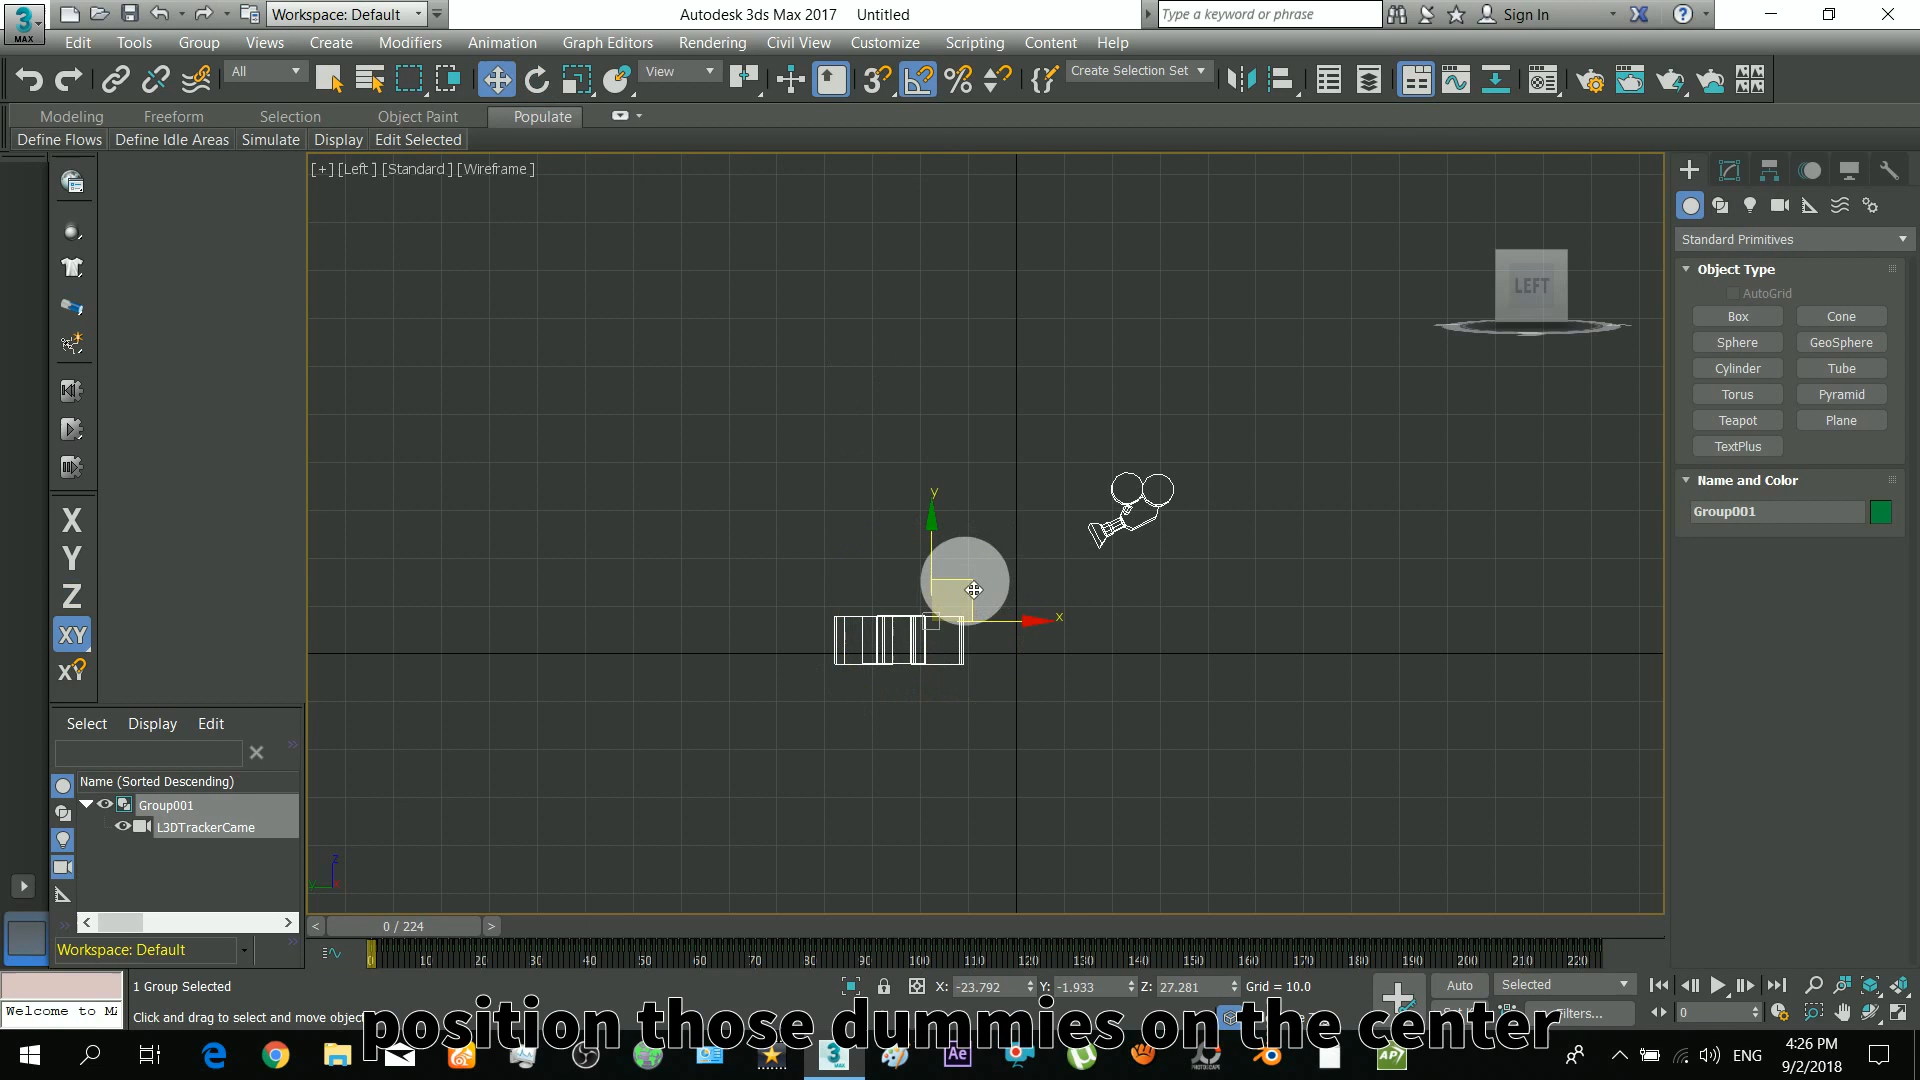 Workspace: Default
Autodesk 3ds Max 2017 Untitled
Type a keyword or phrase
Sign In
MAX
Edit Tools Group Views Create Modifiers Animation Graph Editors Rendering Civil View Customize Scripting Content Help
All
View
Create Selection Set
Modeling Freeform Selection Object Paint Populate
Define Flows Define Idle Areas Simulate Display Edit Selected
[+] [Left ] [Standard ] [Wireframe ]
LEFT
Standard Primitives
Object Type
AutoGrid
Box Cone
Sphere GeoSphere
Cylinder Tube
Torus Pyramid
Teapot Plane
TextPlus
Name and Color
Group001
X
Y
Z
XY
XY
y
x
z
y
x
Select Display Edit
Name (Sorted Descending)
Group001
L3DTrackerCame
Workspace: Default
< 0 / 224 >
0 10 20 30 40 50 60 70 80 90 100 110 120 130 140 150 160 170 180 190 200 210 220
1 Group Selected
X: -23.792 Y: -1.933 Z: 27.281 Grid = 10.0
Auto Selected
Welcome to MA
Click and drag to select and move objec
ilters...
0
position those dummies on the center
ENG
4:26 PM
9/2/2018